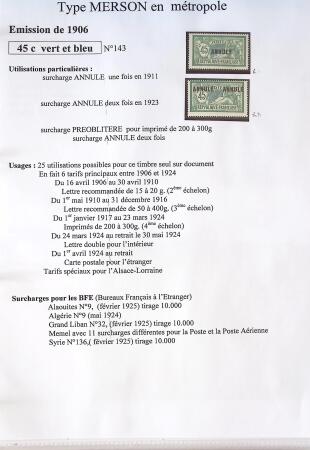 Type MERSON en métropole
Emission de 1906
45 c vert et bleu N°143
Utilisations particulières :
surcharge ANNULE une fois en 1911
surcharge ANNULE deux fois en 1923
surcharge PREOBLITERE pour imprimé de 200 à 300g
surcharge ANNULE deux fois
Usages : 25 utilisations possibles pour ce timbre seul sur document
En fait 6 tarifs principaux entre 1906 et 1924
Du 16 avril 1906 au 30 avril 1910
Lettre recommandée de 15 à 20 g. (2ème échelon)
Du 1er mai 1910 au 31 décembre 1916
Lettre recommandée de 50 à 400g. (3ème échelon)
Du 1er janvier 1917 au 23 mars 1924
Imprimés de 200 à 300g. (4ème échelon)
Du 24 mars 1924 au retrait le 30 mai 1924
Lettre double pour l'intérieur
Du 1er avril 1924 au retrait
Carte postale pour l'étranger
Tarifs spéciaux pour l'Alsace-Lorraine
Surcharges pour les BFE (Bureaux Français à l'Etranger)
Alaouites N°9, (février 1925) tirage 10.000
Algérie N°9 (mai 1924)
Grand Liban N°32, (février 1925) tirage 10.000
Memel avec 11 surcharges différentes pour la Poste et la Poste Aérienne
Syrie N°136,( février 1925) tirage 10.000
ANNULE
45
ANNULE ANNULE
45